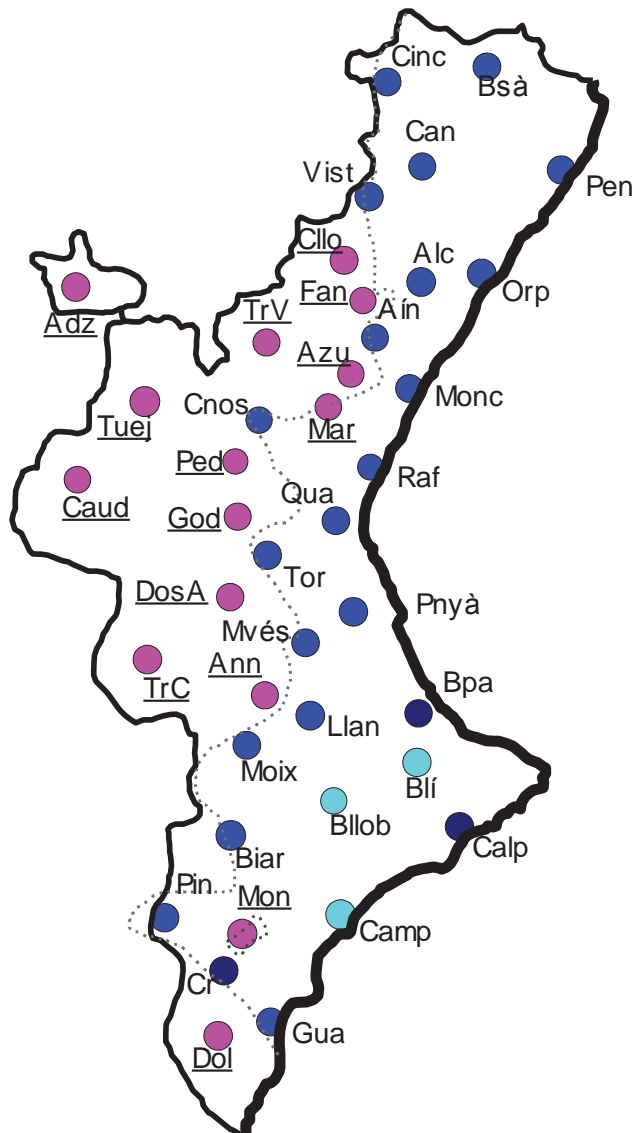 Cinc
Bsà
Can
Vist
Pen
Cllo
Alc
Fan
Orp
Adz
TrV
Aín
Azu
Tuej
Cnos
Mar
Monc
Ped
Raf
Caud
Qua
God
Tor
DosA
Pnyà
Mvés
Ann
TrC
Bpa
Llan
Moix
Blí
Bllob
Calp
Biar
Pin
Mon
Camp
Cr
Gua
Dol